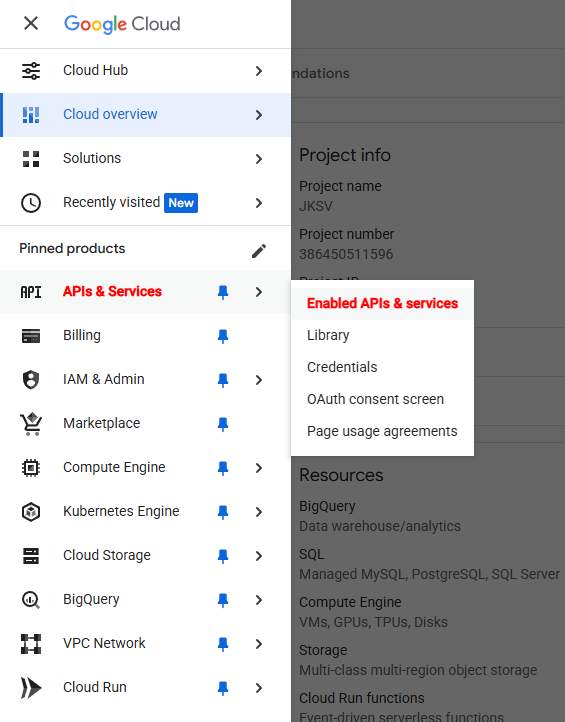 Google Cloud
Cloud Hub
Cloud overview
Solutions
Recently visited New
Pinned products
API APIs & Services
Billing
IAM & Admin
Marketplace
Compute Engine
Kubernetes Engine
Cloud Storage
BigQuery
VPC Network
Cloud Run
Enabled APIs & services
Library
Credentials
OAuth consent screen
Page usage agreements
ndations
Project info
Project name
JKSV
Project number
386450511596
Project ID
Resources
BigQuery
Data warehouse/analytics
SQL
Managed MySQL, PostgreSQL, SQL Server
Compute Engine
VMs, GPUs, TPUs, Disks
Storage
Multi-class multi-region object storage
Cloud Run functions
Event-driven serverless functions